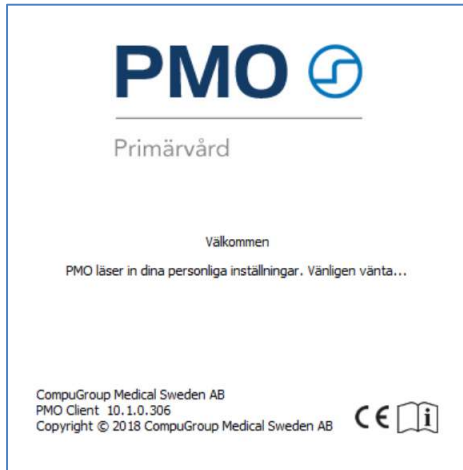 PMO
Primärvård
Välkommen
PMO läser in dina personliga inställningar. Vänligen vänta...
CompuGroup Medical Sweden AB
PMO Client 10.1.0.306
Copyright © 2018 CompuGroup Medical Sweden AB
CE i